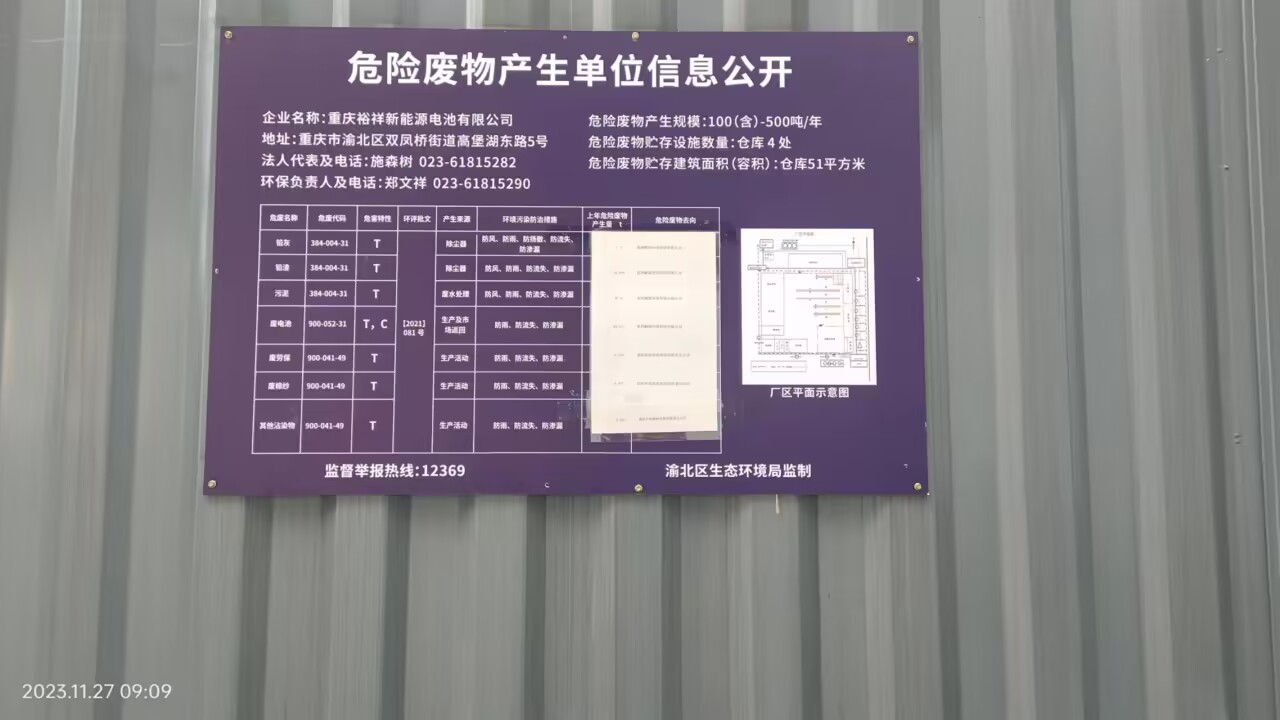 危险废物产生单位信息公开
企业名称:重庆裕祥新能源电池有限公司
地址:重庆市渝北区双凤桥街道高堡湖东路5号
法人代表及电话:施森树 023-61815282
环保负责人及电话:郑文祥 023-61815290
危险废物产生规模:100(含)-500吨/年
危险废物贮存设施数量:仓库 4 处
危险废物贮存建筑面积(容积):仓库51平方米
危废名称 危废代码 危害特性 环评批文 产生来源 环境污染防治措施 上年危险废物产生量 t 危险废物去向
铅灰 384-004-31 T 除尘器 防风、防雨、防扬散、防流失、防渗漏
铅渣 384-004-31 T 除尘器 防风、防雨、防流失、防渗漏
污泥 384-004-31 T 废水处理 防风、防雨、防流失、防渗漏
废电池 900-052-31 T, C [2021]081号 生产及市场返回 防雨、防流失、防渗漏
废劳保 900-041-49 T 生产活动 防雨、防流失、防渗漏
废棉纱 900-041-49 T 生产活动 防雨、防流失、防渗漏
其他沾染物 900-041-49 T 生产活动 防雨、防流失、防渗漏
厂区平面示意图
监督举报热线:12369
渝北区生态环境局监制
2023.11.27 09:09